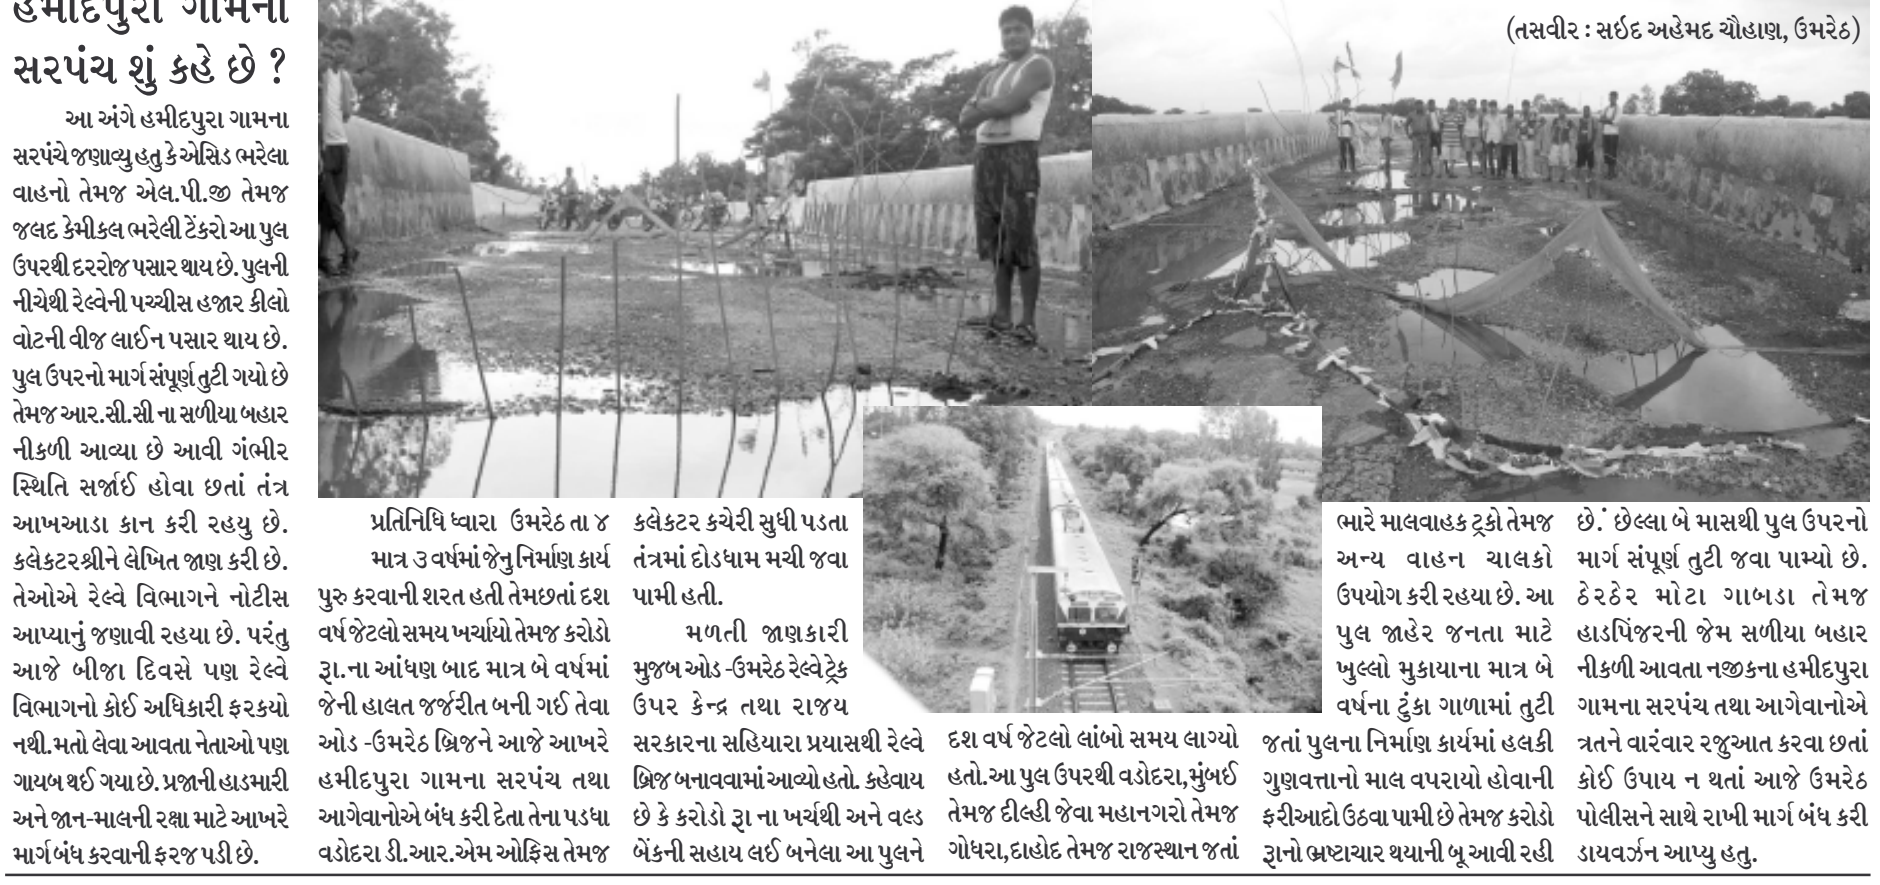 હમીદપુરા ગામના
સરપંચ શું કહે છે ?
આ અંગે હમીદપુરા ગામના
સરપંચે જણાવ્યુ હતુ કે એસિડ ભરેલા
વાહનો તેમજ એલ.પી.જી તેમજ
જલદ કેમીકલ ભરેલી ટેંકરો આ પુલ
ઉપરથી દરરોજ પસાર થાય છે. પુલની
નીચેથી રેલ્વેની પચ્ચીસ હજાર કીલો
વોટની વીજ લાઈન પસાર થાય છે.
પુલ ઉપરનો માર્ગ સંપૂર્ણ તુટી ગયો છે
તેમજ આર.સી.સી ના સળીયા બહાર
નીકળી આવ્યા છે આવી ગંભીર
સ્થિતિ સર્જાઈ હોવા છતાં તંત્ર
આખઆડા કાન કરી રહયુ છે.
કલેકટરશ્રીને લેખિત જાણ કરી છે.
તેઓએ રેલ્વે વિભાગને નોટીસ
આપ્યાનું જણાવી રહયા છે. પરંતુ
આજે બીજા દિવસે પણ રેલ્વે
વિભાગનો કોઈ અધિકારી ફરકયો
નથી. મતો લેવા આવતા નેતાઓ પણ
ગાયબ થઈ ગયા છે. પ્રજાની હાડમારી
અને જાન-માલની રક્ષા માટે આખરે
માર્ગ બંધ કરવાની ફરજ પડી છે.
(તસવીર : સઇદ અહેમદ ચૌહાણ, ઉમરેઠ)
પ્રતિનિધિ ધ્વારા ઉમરેઠ તા ૪
માત્ર ૩ વર્ષમાં જેનુ નિર્માણ કાર્ય
પુરુ કરવાની શરત હતી તેમછતાં દશ
વર્ષ જેટલો સમય ખર્ચાયો તેમજ કરોડો
રૂા.ના આંધણ બાદ માત્ર બે વર્ષમાં
જેની હાલત જર્જરીત બની ગઈ તેવા
ઓડ -ઉમરેઠ બ્રિજને આજે આખરે
હમીદપુરા ગામના સરપંચ તથા
આગેવાનોએ બંધ કરી દેતા તેના પડધા
વડોદરા ડી.આર.એમ ઓફિસ તેમજ
કલેકટર કચેરી સુધી પડતા
તંત્રમાં દોડધામ મચી જવા
પામી હતી.
મળતી જાણકારી
મુજબ ઓડ -ઉમરેઠ રેલ્વે ટ્રેક
ઉપર કેન્દ્ર તથા રાજય
સરકારના સહિયારા પ્રયાસથી રેલ્વે
બ્રિજ બનાવવામાં આવ્યો હતો. કહેવાય
છે કે કરોડો રૂા ના ખર્ચથી અને વલ્ડ
બેંકની સહાય લઈ બનેલા આ પુલને
દશ વર્ષ જેટલો લાંબો સમય લાગ્યો
હતો.આ પુલ ઉપરથી વડોદરા,મુંબઈ
તેમજ દીલ્હી જેવા મહાનગરો તેમજ
ગોધરા,દાહોદ તેમજ રાજસ્થાન જતાં
ભારે માલવાહક ટ્રકો તેમજ
અન્ય વાહન ચાલકો
ઉપયોગ કરી રહયા છે. આ
પુલ જાહેર જનતા માટે
ખુલ્લો મુકાયાના માત્ર બે
વર્ષના ટુંકા ગાળામાં તુટી
જતાં પુલના નિર્માણ કાર્યમાં હલકી
ગુણવત્તાનો માલ વપરાયો હોવાની
ફરીઆદો ઉઠવા પામી છે તેમજ કરોડો
રૂાનો ભ્રષ્ટાચાર થયાની બૂ આવી રહી
છે. છેલ્લા બે માસથી પુલ ઉપરનો
માર્ગ સંપૂર્ણ તુટી જવા પામ્યો છે.
ઠેરઠેર મોટા ગાબડા તેમજ
હાડપિંજરની જેમ સળીયા બહાર
નીકળી આવતા નજીકના હમીદપુરા
ગામના સરપંચ તથા આગેવાનોએ
ત્રતને વારંવાર રજુઆત કરવા છતાં
કોઈ ઉપાય ન થતાં આજે ઉમરેઠ
પોલીસને સાથે રાખી માર્ગ બંધ કરી
ડાયવર્ઝન આપ્યુ હતુ.